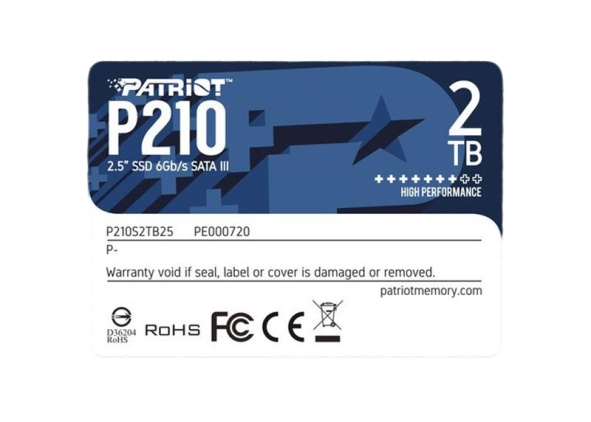 PATRIOT™
P210
2.5" SSD 6Gb/s SATA III
2
TB
HIGH PERFORMANCE
P210S2TB25 PE000720
P-
Warranty void if seal, label or cover is damaged or removed.
patriotmemory.com
D36204
RoHS
RoHS
FC CE